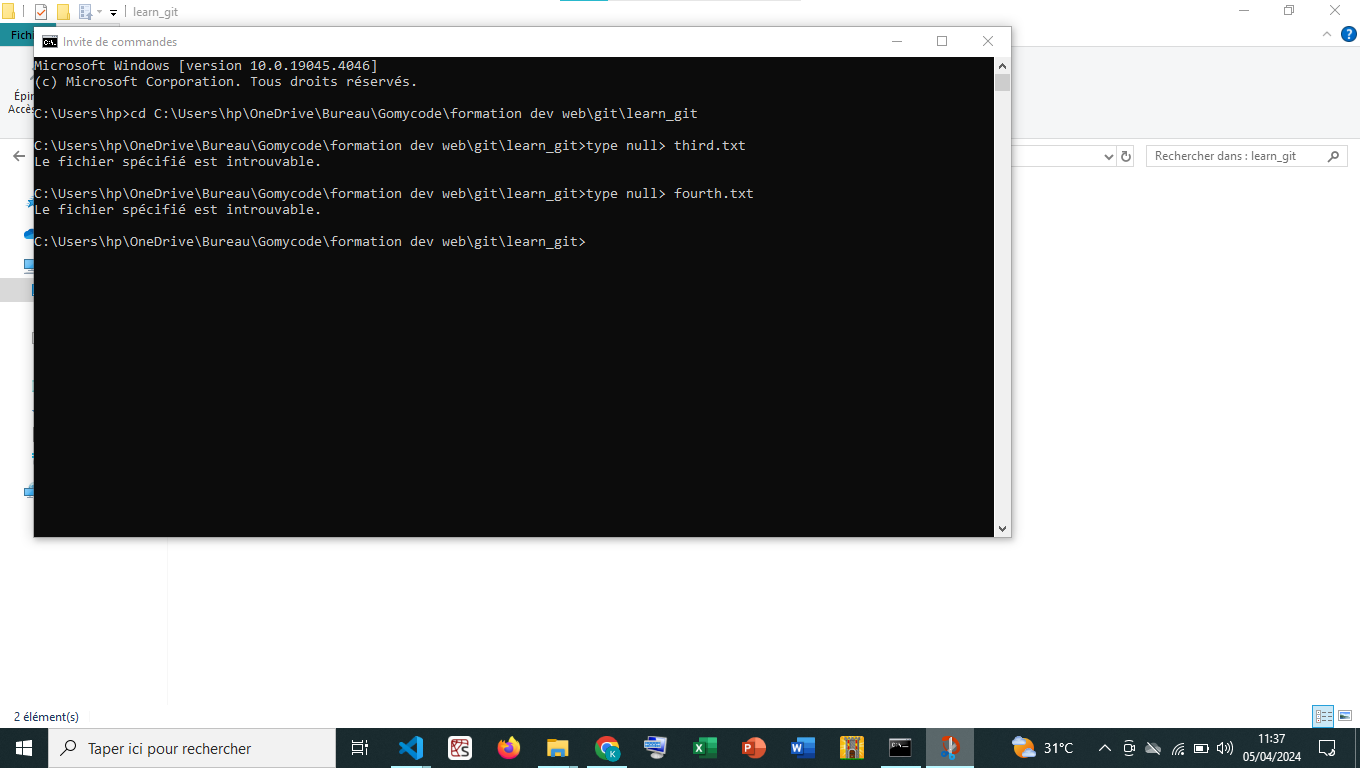 learn_git
Fich
Invite de commandes
Microsoft Windows [version 10.0.19045.4046]
(c) Microsoft Corporation. Tous droits réservés.
Épir
Accès
C:\Users\hp>cd C:\Users\hp\OneDrive\Bureau\Gomycode\formation dev web\git\learn_git
C:\Users\hp\OneDrive\Bureau\Gomycode\formation dev web\git\learn_git>type null> third.txt
Le fichier spécifié est introuvable.
Rechercher dans : learn_git
C:\Users\hp\OneDrive\Bureau\Gomycode\formation dev web\git\learn_git>type null> fourth.txt
Le fichier spécifié est introuvable.
C:\Users\hp\OneDrive\Bureau\Gomycode\formation dev web\git\learn_git>
2 élément(s)
Taper ici pour rechercher
31°C
11:37
05/04/2024